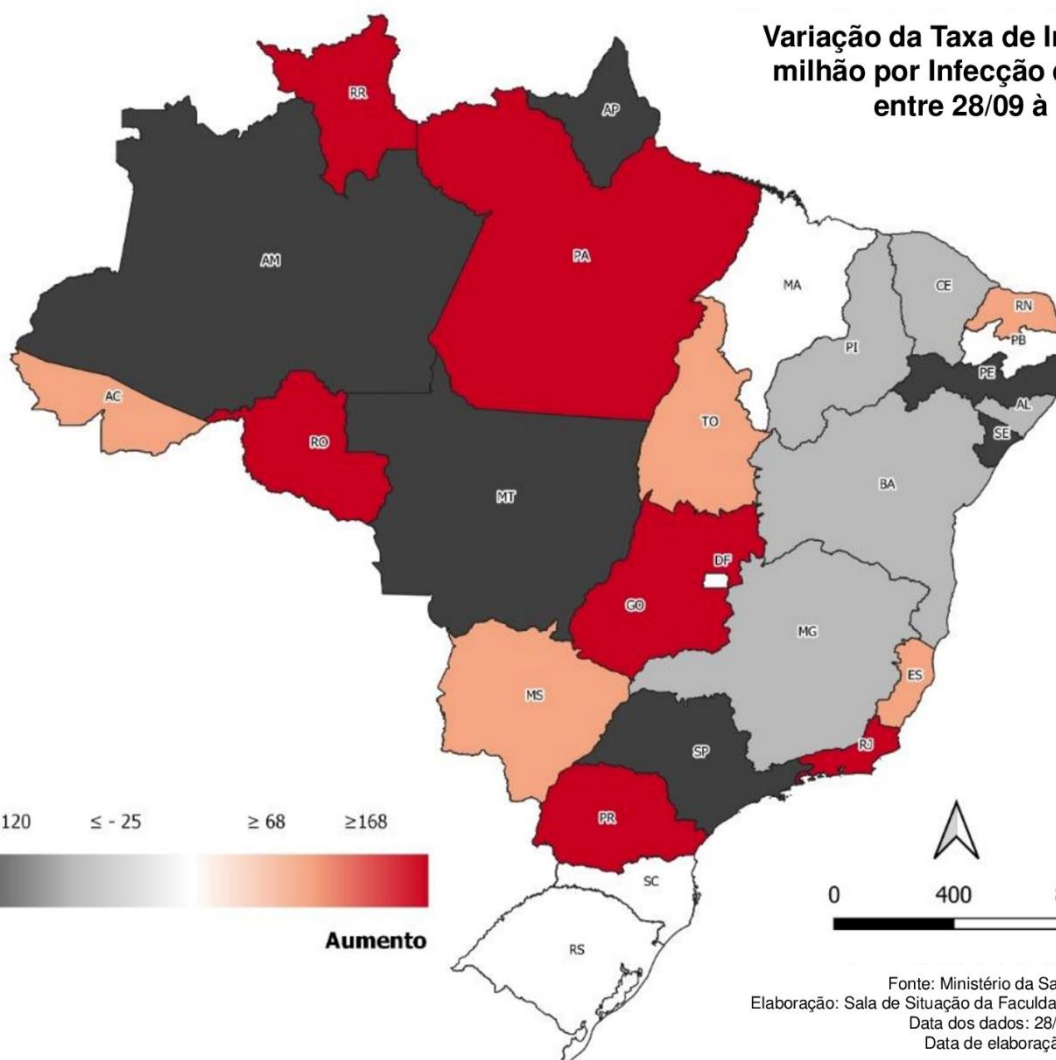 Variação da Taxa de I
milhão por Infecção
entre 28/09 à
RR
AP
AM
PA
MA
CE
RN
PB
PI
PE
AC
AL
TO
SE
RO
BA
MT
DF
GO
MG
ES
MS
RJ
SP
PR
120 ≤ - 25 ≥ 68 ≥168
SC
0 400
Aumento
RS
Fonte: Ministério da Sa
Elaboração: Sala de Situação da Faculda
Data dos dados: 28/
Data de elaboraçã